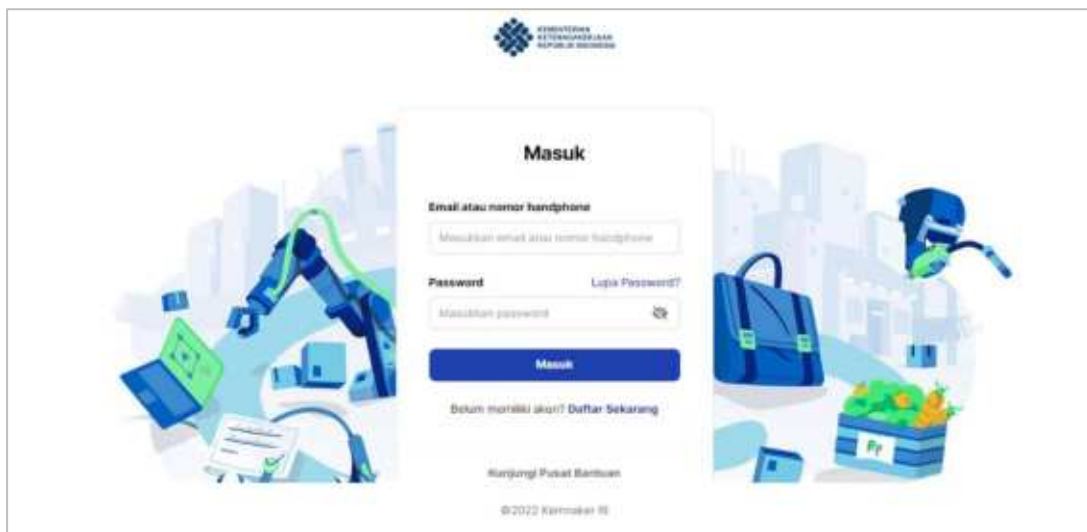 KEMENTERIAN
KETENAGAKERJAAN
REPUBLIK INDONESIA
Masuk
Email atau nomor handphone
Masukkan email atau nomor handphone
Password Lupa Password?
Masukkan password
Masuk
Belum memiliki akun? Daftar Sekarang
Kunjungi Pusat Bantuan
©2022 Kemnaker RI